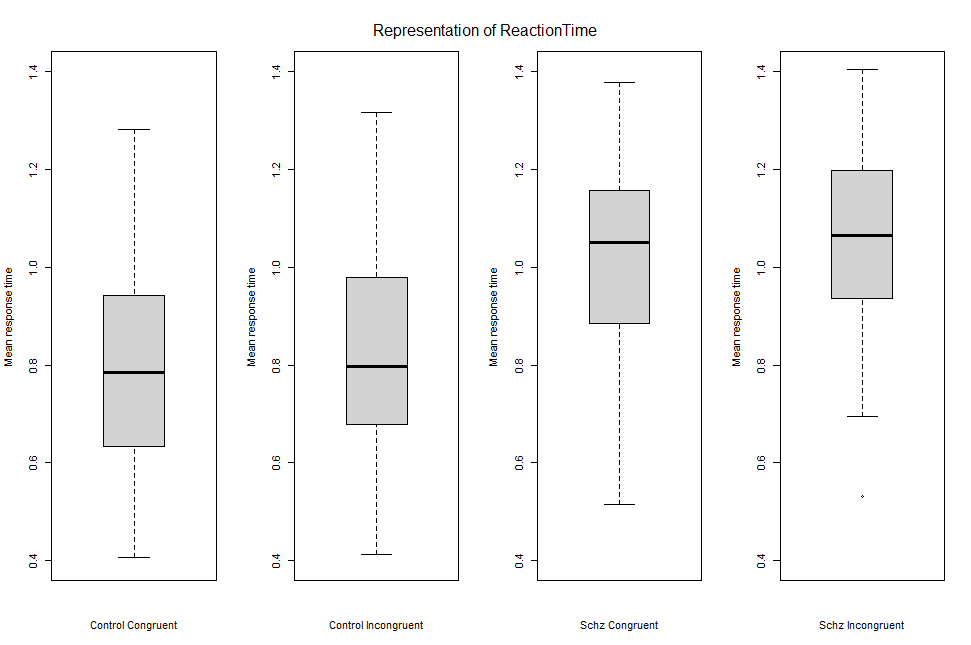 Representation of ReactionTime
Mean response time
1.4
1.2
1.0
0.8
0.6
0.4
Control Congruent
Mean response time
1.4
1.2
1.0
0.8
0.6
0.4
Control Incongruent
Mean response time
1.4
1.2
1.0
0.8
0.6
0.4
Schz Congruent
Mean response time
1.4
1.2
1.0
0.8
0.6
0.4
Schz Incongruent